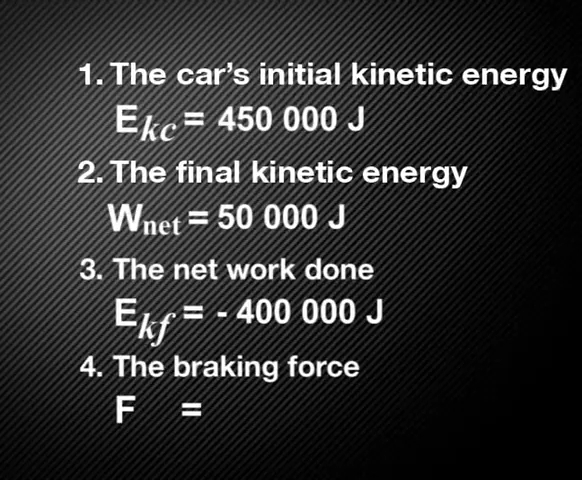 1. The car's initial kinetic energy
Ekc = 450 000 J
2. The final kinetic energy
Wnet = 50 000 J
3. The net work done
Ekf = - 400 000 J
4. The braking force
F =